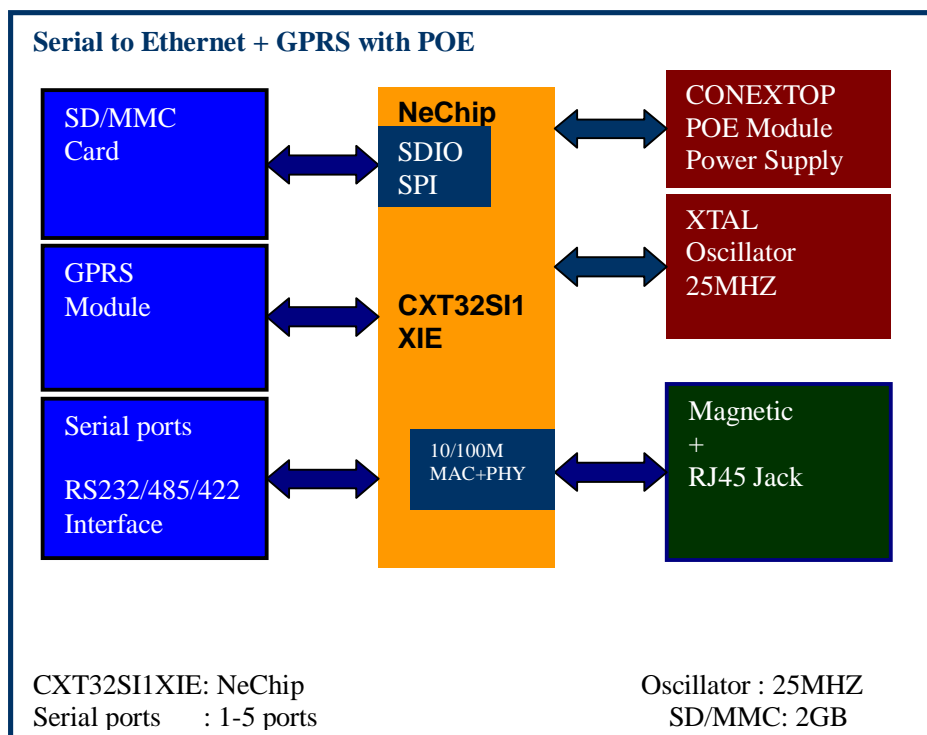 Serial to Ethernet + GPRS with POE
SD/MMC
Card
GPRS
Module
Serial ports
RS232/485/422
Interface
NeChip
SDIO
SPI
CXT32SI1
XIE
10/100M
MAC+PHY
CONEXTOP
POE Module
Power Supply
XTAL
Oscillator
25MHZ
Magnetic
+
RJ45 Jack
CXT32SI1XIE: NeChip
Serial ports : 1-5 ports
Oscillator : 25MHZ
SD/MMC: 2GB